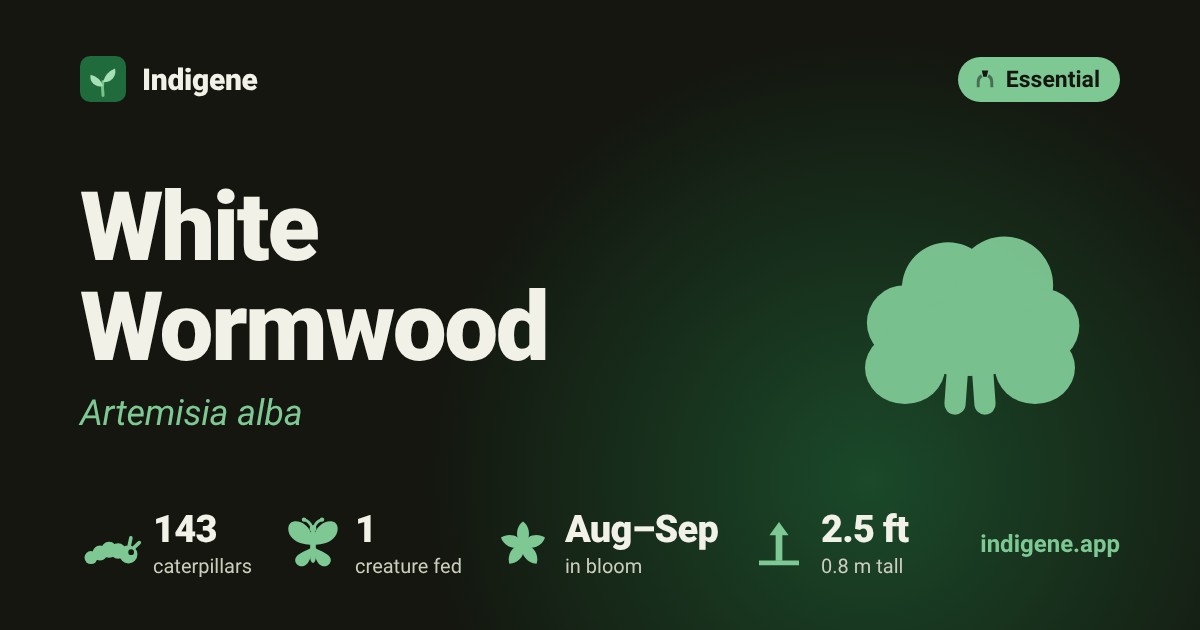 Indigene
Essential
White
Wormwood
Artemisia alba
143
caterpillars
1
creature fed
Aug–Sep
in bloom
2.5 ft
0.8 m tall
indigene.app